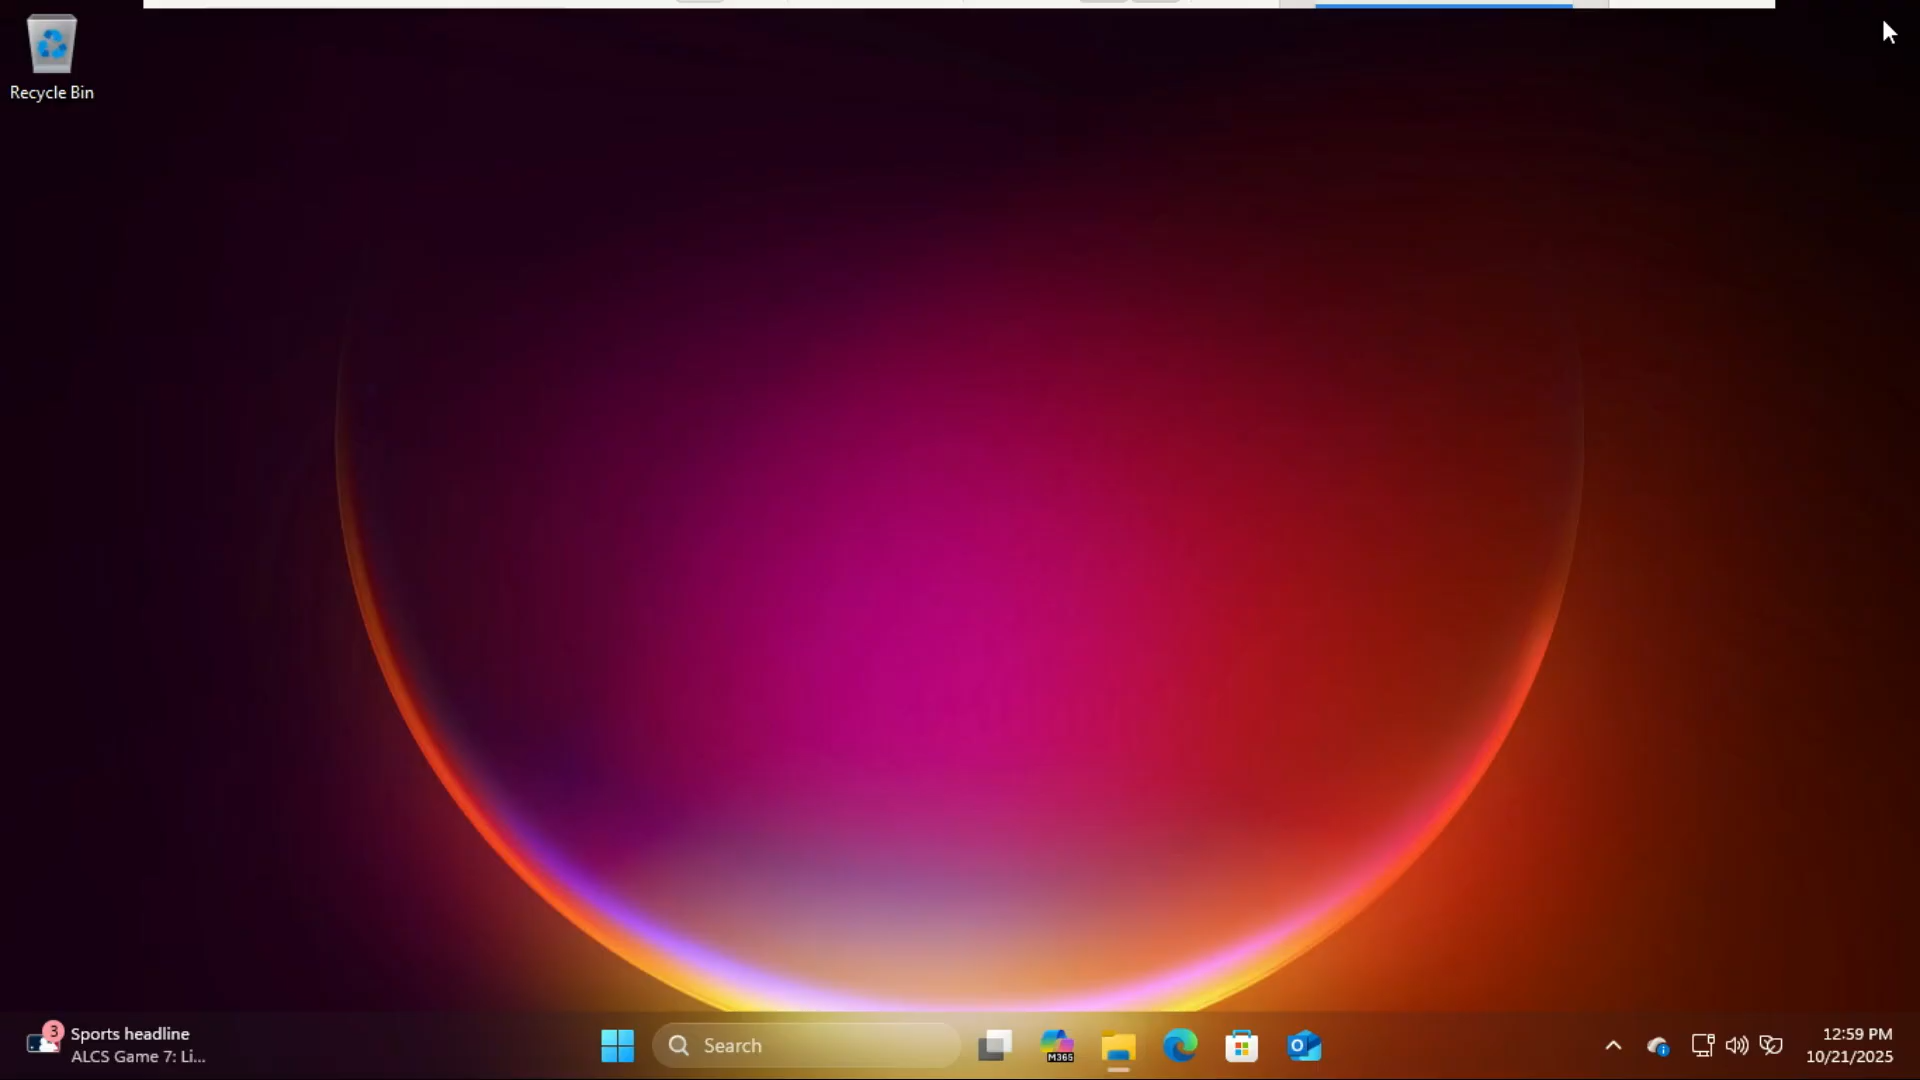 Recycle Bin
3
Sports headline
ALCS Game 7: Li...
Search
M365
O
12:59 PM
10/21/2025